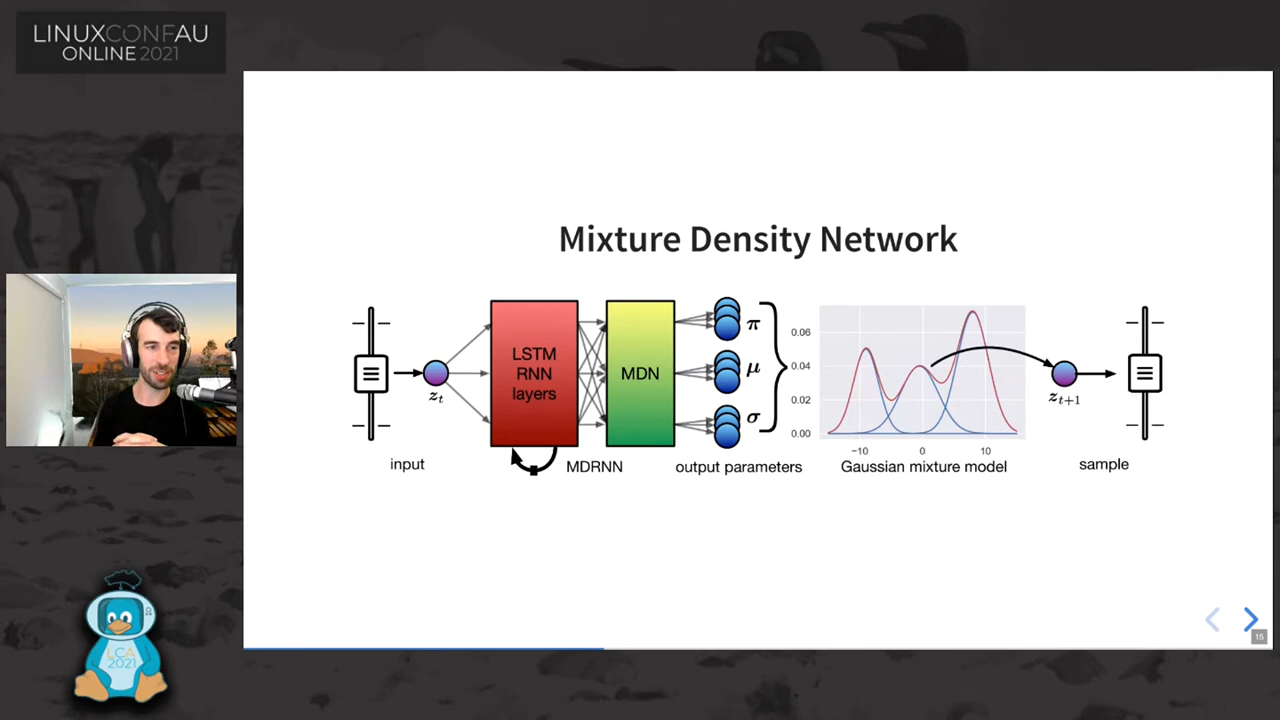 LINUXCONFAU
ONLINE 2021
Mixture Density Network
LSTM
RNN
layers
MDN
π
μ
σ
z_t
0.06
0.04
0.02
0.00
−10 0 10
z_{t+1}
input
MDRNN
output parameters
Gaussian mixture model
sample
LCA
2021
15